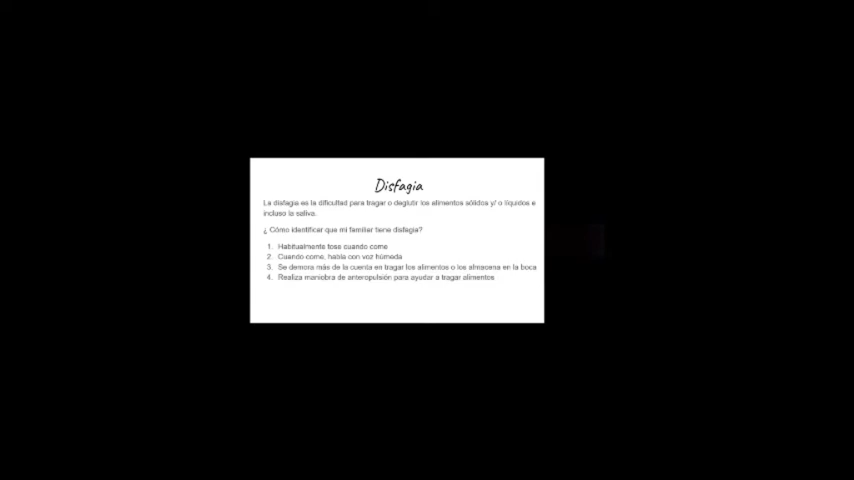 Disfagia
La disfagia es la dificultad para tragar o deglutir los alimentos sólidos y/ o líquidos e
incluso la saliva.
¿ Cómo identificar que mi familiar tiene disfagia?
1. Habitualmente tose cuando come
2. Cuando come, habla con voz húmeda
3. Se demora más de la cuenta en tragar los alimentos o los almacena en la boca
4. Realiza maniobra de anteropulsión para ayudar a tragar alimentos